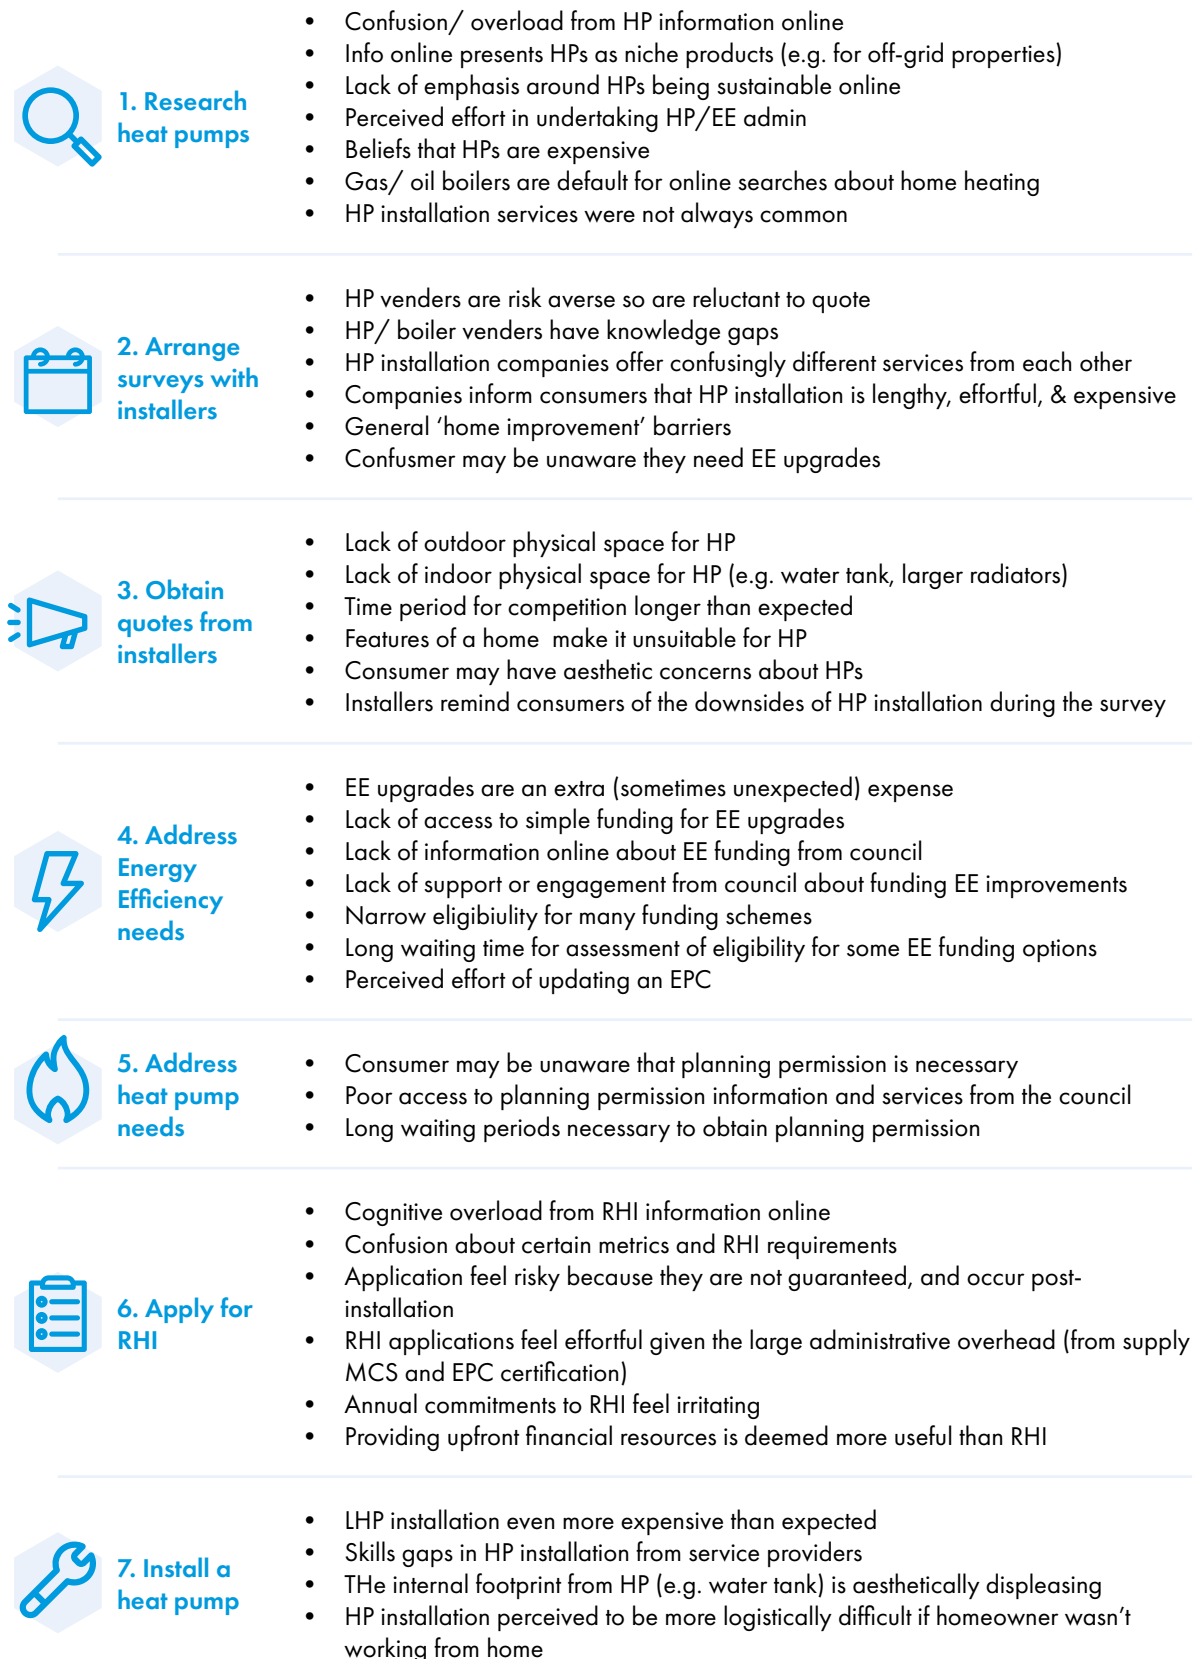 1. Research
heat pumps
• Confusion/ overload from HP information online
• Info online presents HPs as niche products (e.g. for off-grid properties)
• Lack of emphasis around HPs being sustainable online
• Perceived effort in undertaking HP/EE admin
• Beliefs that HPs are expensive
• Gas/ oil boilers are default for online searches about home heating
• HP installation services were not always common
2. Arrange
surveys with
installers
• HP venders are risk averse so are reluctant to quote
• HP/ boiler venders have knowledge gaps
• HP installation companies offer confusingly different services from each other
• Companies inform consumers that HP installation is lengthy, effortful, & expensive
• General ‘home improvement’ barriers
• Confusmer may be unaware they need EE upgrades
3. Obtain
quotes from
installers
• Lack of outdoor physical space for HP
• Lack of indoor physical space for HP (e.g. water tank, larger radiators)
• Time period for competition longer than expected
• Features of a home make it unsuitable for HP
• Consumer may have aesthetic concerns about HPs
• Installers remind consumers of the downsides of HP installation during the survey
4. Address
Energy
Efficiency
needs
• EE upgrades are an extra (sometimes unexpected) expense
• Lack of access to simple funding for EE upgrades
• Lack of information online about EE funding from council
• Lack of support or engagement from council about funding EE improvements
• Narrow eligibiulity for many funding schemes
• Long waiting time for assessment of eligibility for some EE funding options
• Perceived effort of updating an EPC
5. Address
heat pump
needs
• Consumer may be unaware that planning permission is necessary
• Poor access to planning permission information and services from the council
• Long waiting periods necessary to obtain planning permission
6. Apply for
RHI
• Cognitive overload from RHI information online
• Confusion about certain metrics and RHI requirements
• Application feel risky because they are not guaranteed, and occur post-
installation
• RHI applications feel effortful given the large administrative overhead (from supply
MCS and EPC certification)
• Annual commitments to RHI feel irritating
• Providing upfront financial resources is deemed more useful than RHI
7. Install a
heat pump
• LHP installation even more expensive than expected
• Skills gaps in HP installation from service providers
• THe internal footprint from HP (e.g. water tank) is aesthetically displeasing
• HP installation perceived to be more logistically difficult if homeowner wasn’t
working from home